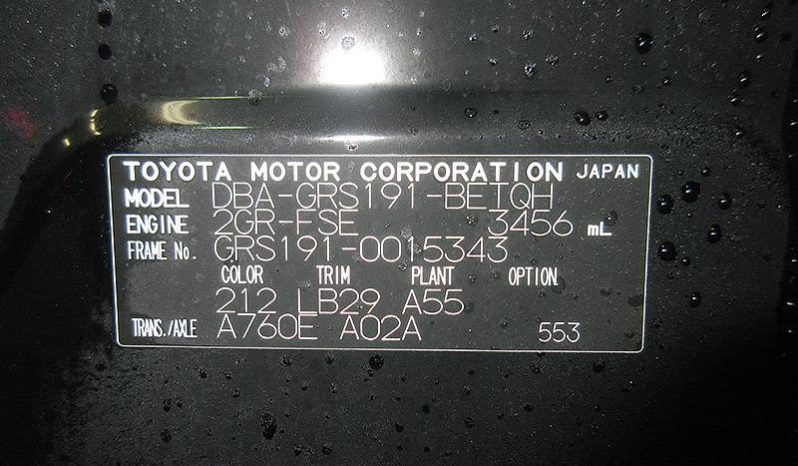 TOYOTA MOTOR CORPORATION JAPAN
MODEL DBA-GRS191-BETQH
ENGINE 2GR-FSE 3456 mL
FRAME No. GRS191-0015343
COLOR TRIM PLANT OPTION
212 LB29 A55
TRANS./AXLE A760E A02A 553